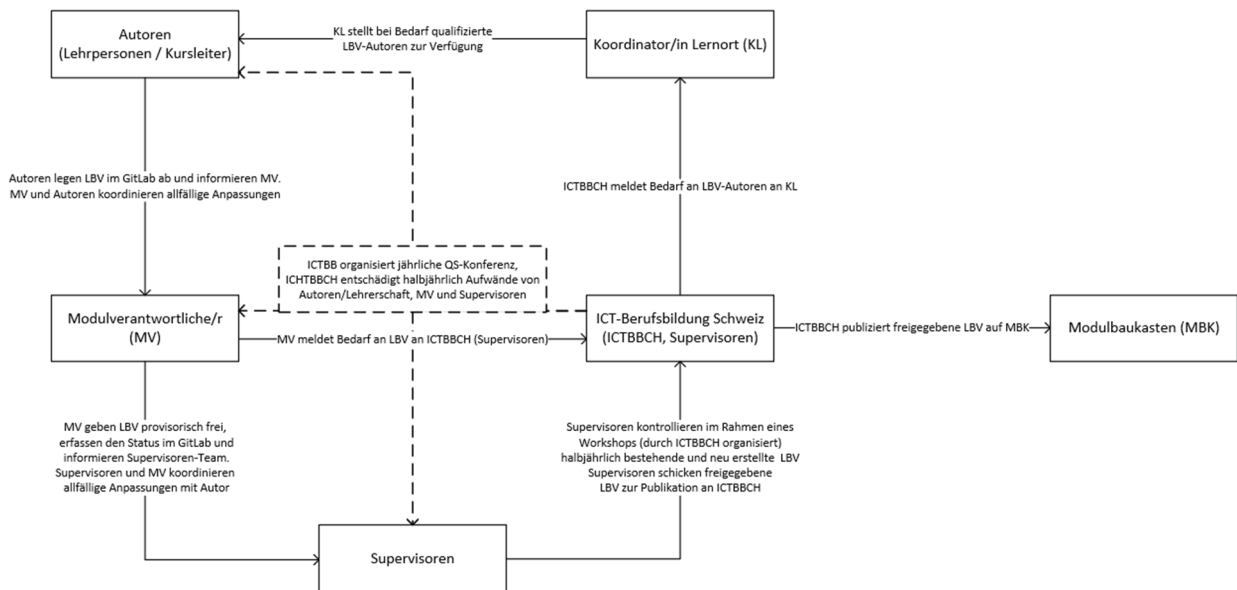 Autoren
(Lehrpersonen / Kursleiter)
KL stellt bei Bedarf qualifizierte
LBV-Autoren zur Verfügung
Koordinator/in Lernort (KL)
Autoren legen LBV im GitLab ab und informieren MV.
MV und Autoren koordinieren allfällige Anpassungen
ICTBBCH meldet Bedarf an LBV-Autoren an KL
ICTBB organisiert jährliche QS-Konferenz,
ICHTBBCH entschädigt halbjährlich Aufwände von
Autoren/Lehrerschaft, MV und Supervisoren
Modulverantwortliche/r
(MV)
MV meldet Bedarf an LBV an ICTBBCH (Supervisoren)
ICT-Berufsbildung Schweiz
(ICTBBCH, Supervisoren)
ICTBBCH publiziert freigegebene LBV auf MBK
Modulbaukasten (MBK)
MV geben LBV provisorisch frei,
erfassen den Status im GitLab und
informieren Supervisoren-Team.
Supervisoren und MV koordinieren
allfällige Anpassungen mit Autor
Supervisoren kontrollieren im Rahmen eines
Workshops (durch ICTBBCH organisiert)
halbjährlich bestehende und neu erstellte LBV
Supervisoren schicken freigegebene
LBV zur Publikation an ICTBBCH
Supervisoren